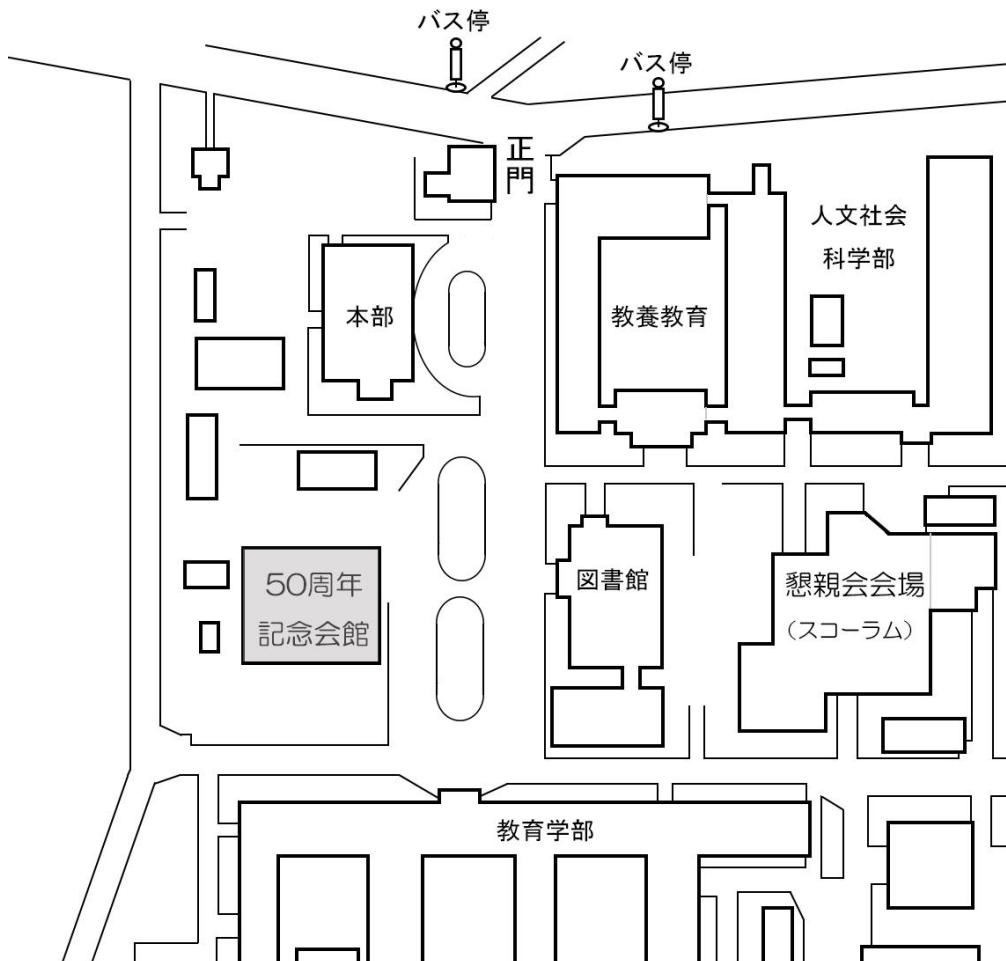 バス停
バス停
正
門
人文社会
科学部
本部
教養教育
50周年
記念会館
図書館
懇親会会場
（スコーラム）
教育学部